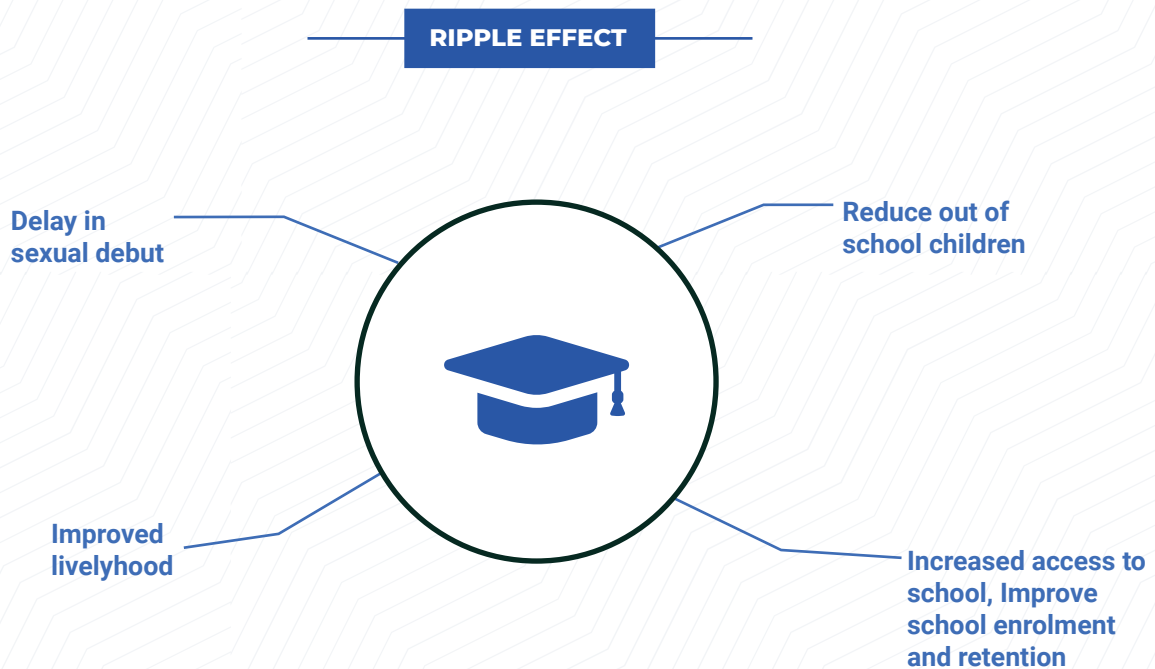 RIPPLE EFFECT
Delay in
sexual debut
Reduce out of
school children
Improved
livelyhood
Increased access to
school, Improve
school enrolment
and retention